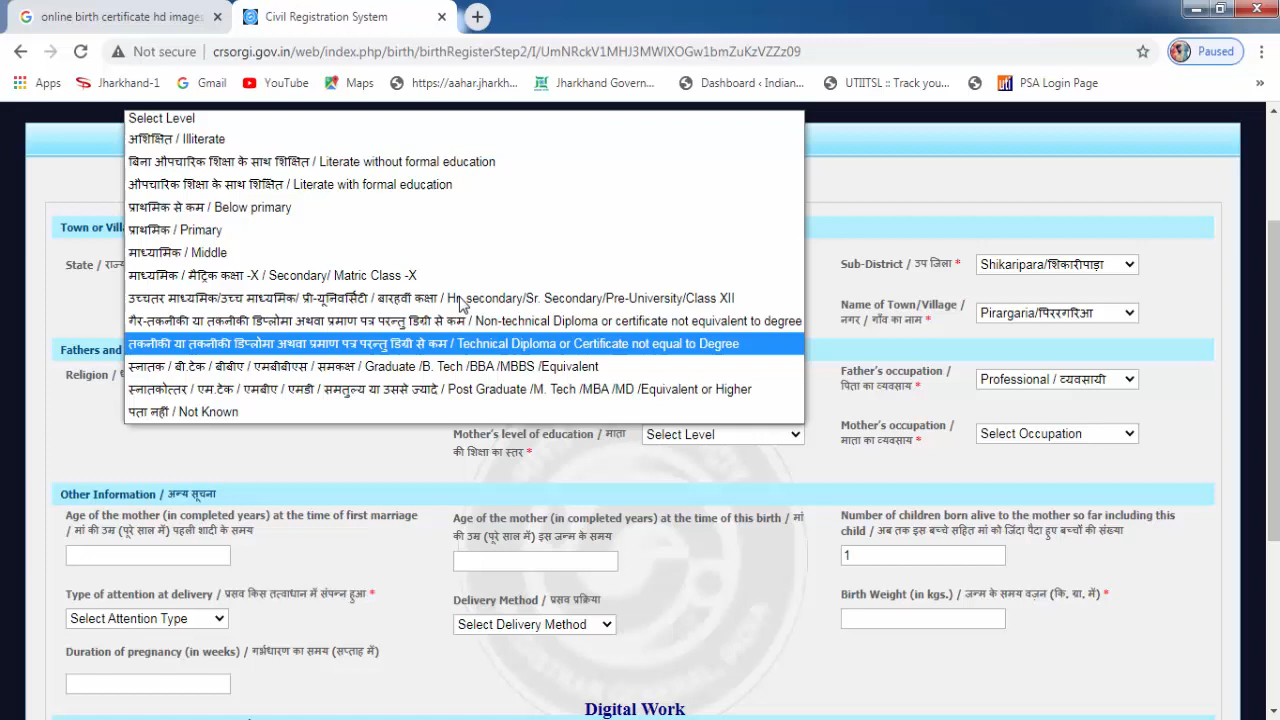 online birth certificate hd images
Civil Registration System
Not secure
crsorgi.gov.in/web/index.php/birth/birthRegisterStep2/I/UmNRckV1MHJ3MWlXOGw1bmZuKzVZZz09
Paused
Apps
Jharkhand-1
Gmail
YouTube
Maps
https://aahar.jharkh...
Jharkhand Govern...
Dashboard ‹ Indian...
UTIITSL :: Track you...
PSA Login Page
»
Select Level
अशिक्षित / Illiterate
बिना औपचारिक शिक्षा के साथ शिक्षित / Literate without formal education
औपचारिक शिक्षा के साथ शिक्षित / Literate with formal education
प्राथमिक से कम / Below primary
प्राथमिक / Primary
माध्यामिक / Middle
माध्यमिक / मैट्रिक कक्षा -X / Secondary/ Matric Class -X
उच्चतर माध्यमिक/उच्च माध्यमिक/ प्री-यूनिवर्सिटी / बारहवीं कक्षा / Hr. secondary/Sr. Secondary/Pre-University/Class XII
गैर-तकनीकी या तकनीकी डिप्लोमा अथवा प्रमाण पत्र परन्तु डिग्री से कम / Non-technical Diploma or certificate not equivalent to degree
तकनीकी या तकनीकी डिप्लोमा अथवा प्रमाण पत्र परन्तु डिग्री से कम / Technical Diploma or Certificate not equal to Degree
स्नातक / बी.टेक / बीबीए / एमबीबीएस / समकक्ष / Graduate /B. Tech /BBA /MBBS /Equivalent
स्नातकोत्तर / एम.टेक / एमबीए / एमडी / समतुल्य या उससे ज्यादे / Post Graduate /M. Tech /MBA /MD /Equivalent or Higher
पता नहीं / Not Known
Town or Vill
State / राज्य
Sub-District / उप जिला *
Shikaripara/शिकारीपाड़ा
Name of Town/Village /
नगर / गाँव का नाम *
Pirargaria/पिररगरिआ
Fathers and
Religion /
Father's occupation /
पिता का व्यवसाय *
Professional / व्यवसायी
Mother's level of education / माता
की शिक्षा का स्तर *
Select Level
Mother's occupation /
माता का व्यवसाय *
Select Occupation
Other Information / अन्य सूचना
Age of the mother (in completed years) at the time of first marriage
/ मां की उम्र (पूरे साल में) पहली शादी के समय
Age of the mother (in completed years) at the time of this birth / मां
की उम्र (पूरे साल में) इस जन्म के समय
Number of children born alive to the mother so far including this
child / अब तक इस बच्चे सहित मां को जिंदा पैदा हुए बच्चों की संख्या
1
Type of attention at delivery / प्रसव किस तत्वाधान में संपन्न हुआ *
Select Attention Type
Delivery Method / प्रसव प्रक्रिया
Select Delivery Method
Birth Weight (in kgs.) / जन्म के समय वज़न (कि. ग्रा. में) *
Duration of pregnancy (in weeks) / गर्भधारण का समय (सप्ताह में)
Digital Work